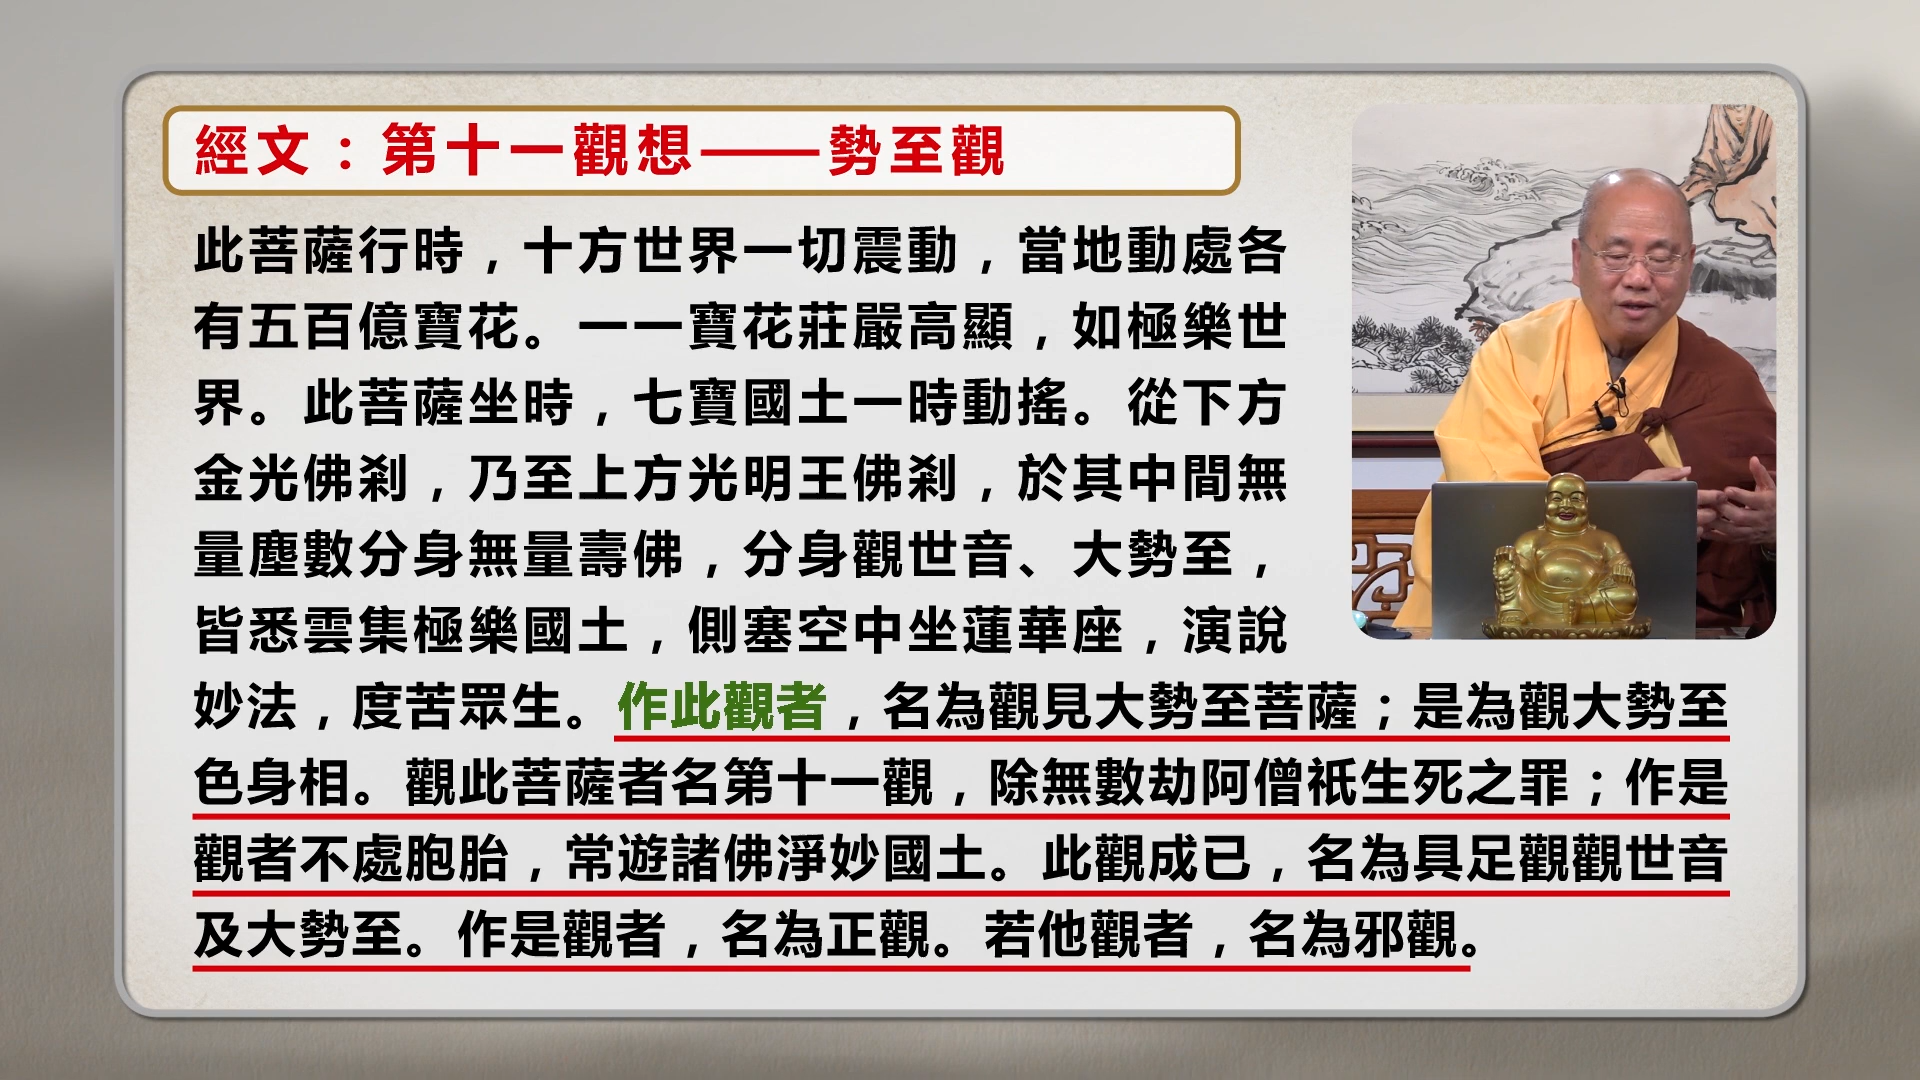 經文：第十一觀想——勢至觀
此菩薩行時，十方世界一切震動，當地動處各
有五百億寶花。一一寶花莊嚴高顯，如極樂世
界。此菩薩坐時，七寶國土一時動搖。從下方
金光佛剎，乃至上方光明王佛剎，於其中間無
量塵數分身無量壽佛，分身觀世音、大勢至，
皆悉雲集極樂國土，側塞空中坐蓮華座，演說
妙法，度苦眾生。作此觀者，名為觀見大勢至菩薩；是為觀大勢至
色身相。觀此菩薩者名第十一觀，除無數劫阿僧祇生死之罪；作是
觀者不處胞胎，常遊諸佛淨妙國土。此觀成已，名為具足觀觀世音
及大勢至。作是觀者，名為正觀。若他觀者，名為邪觀。